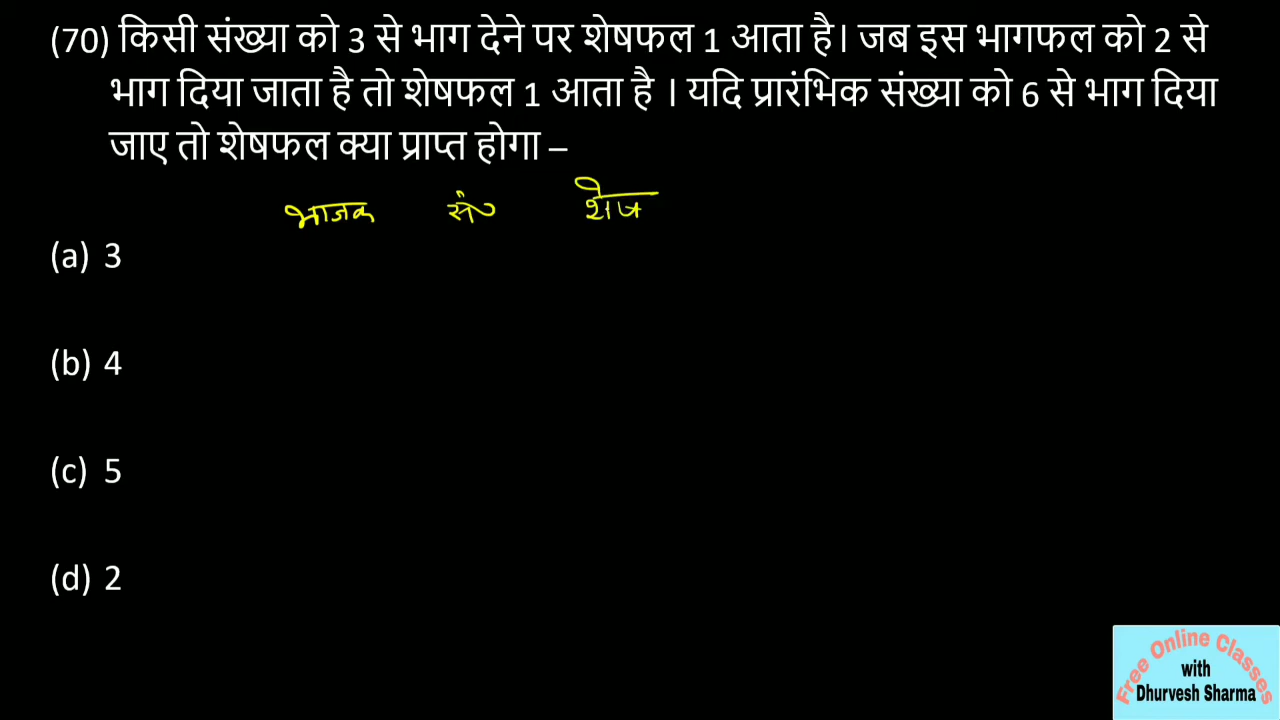 (70) किसी संख्या को 3 से भाग देने पर शेषफल 1 आता है। जब इस भागफल को 2 से
भाग दिया जाता है तो शेषफल 1 आता है । यदि प्रारंभिक संख्या को 6 से भाग दिया
जाए तो शेषफल क्या प्राप्त होगा –
भाजक सं० शेष
(a) 3
(b) 4
(c) 5
(d) 2
Free Online Classes
with
Dhurvesh Sharma